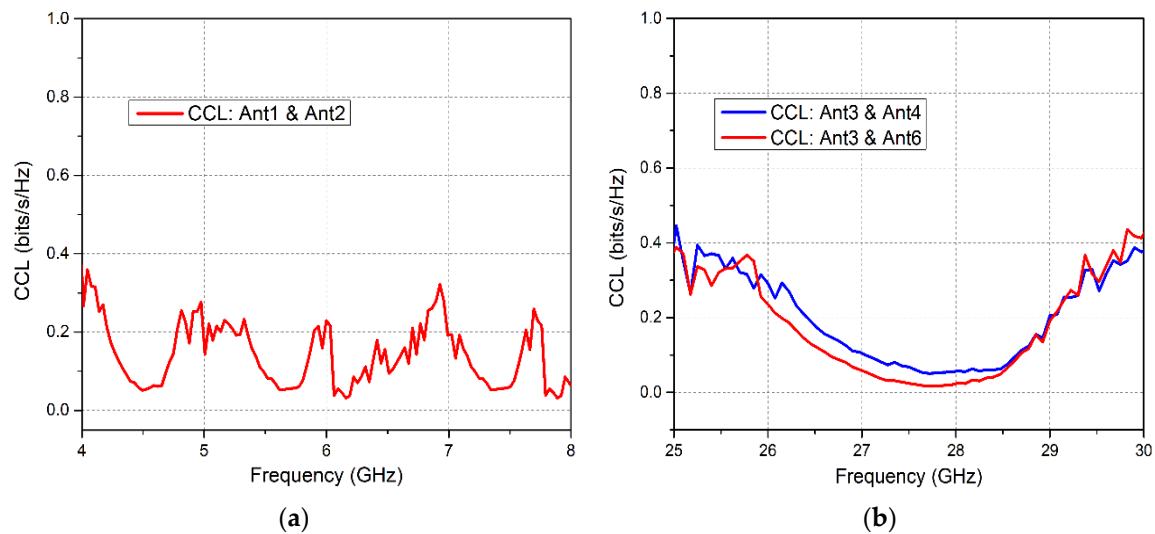 1.0
0.8
0.6
0.4
0.2
0.0
CCL (bits/s/Hz)
CCL: Ant1 & Ant2
4 5 6 7 8
Frequency (GHz)
(a)
1.0
0.8
0.6
0.4
0.2
0.0
CCL (bits/s/Hz)
CCL: Ant3 & Ant4
CCL: Ant3 & Ant6
25 26 27 28 29 30
Frequency (GHz)
(b)